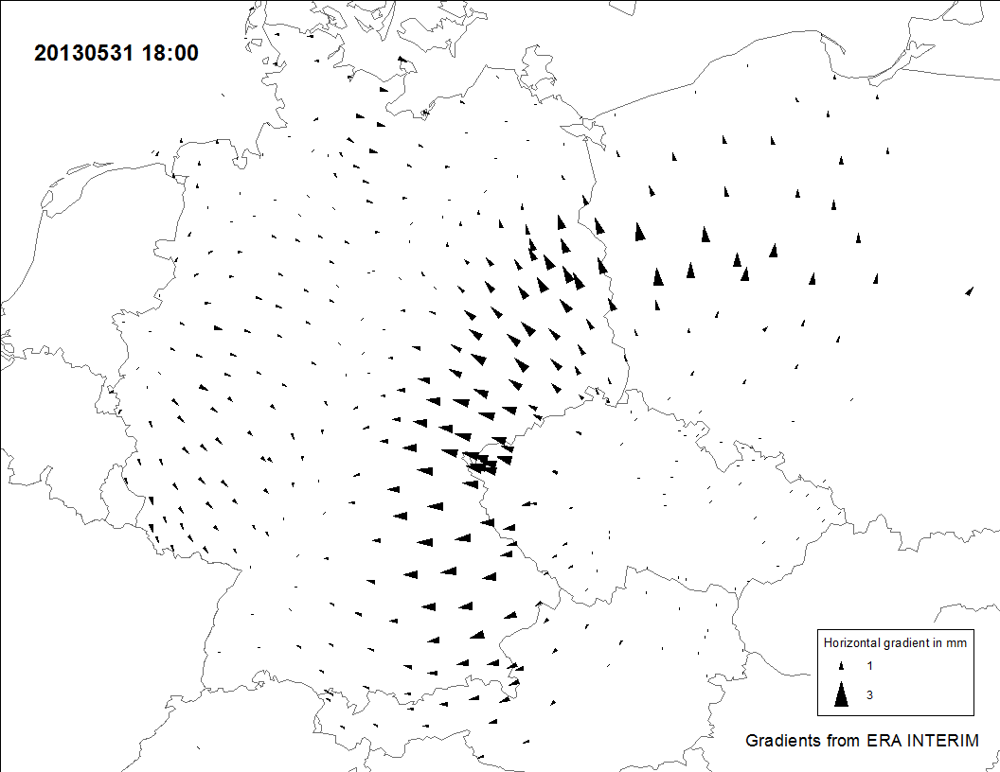 20130531 18:00
Horizontal gradient in mm
1
3
Gradients from ERA INTERIM